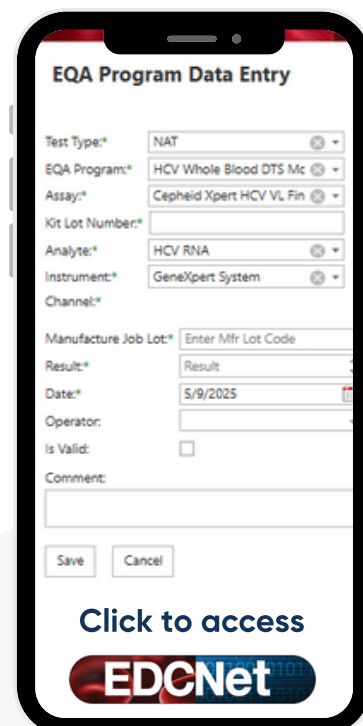 EQA Program Data Entry
Test Type:* NAT
EQA Program:* HCV Whole Blood DTS Mc
Assay:* Cepheid Xpert HCV VL Fin
Kit Lot Number:*
Analyte:* HCV RNA
Instrument:* GeneXpert System
Channel:*
Manufacture Job Lot:* Enter Mfr Lot Code
Result:* Result
Date:* 5/9/2025
Operator:
Is Valid:
Comment:
Save Cancel
Click to access
EDCNet